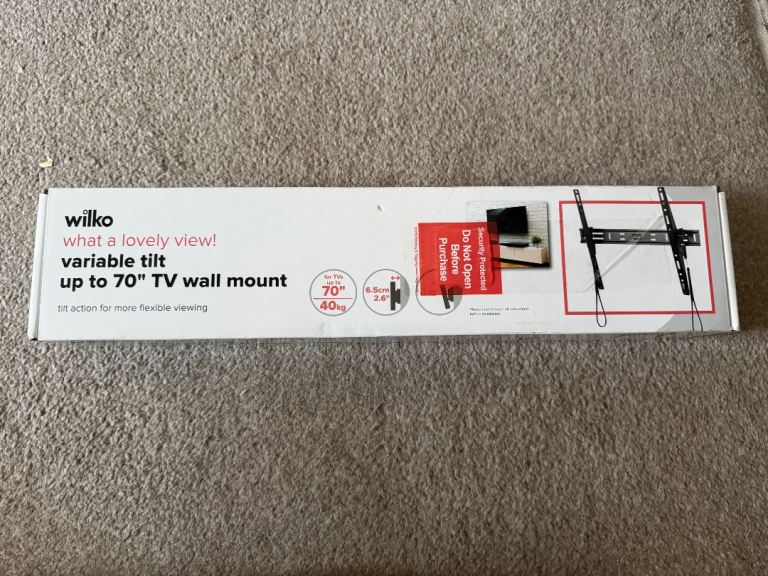 wilko
what a lovely view!
variable tilt
up to 70" TV wall mount
tilt action for more flexible viewing
for TVs
up to
70"
40kg
6.5cm
2.6"
Security Protected
Do Not Open
Before
Purchase